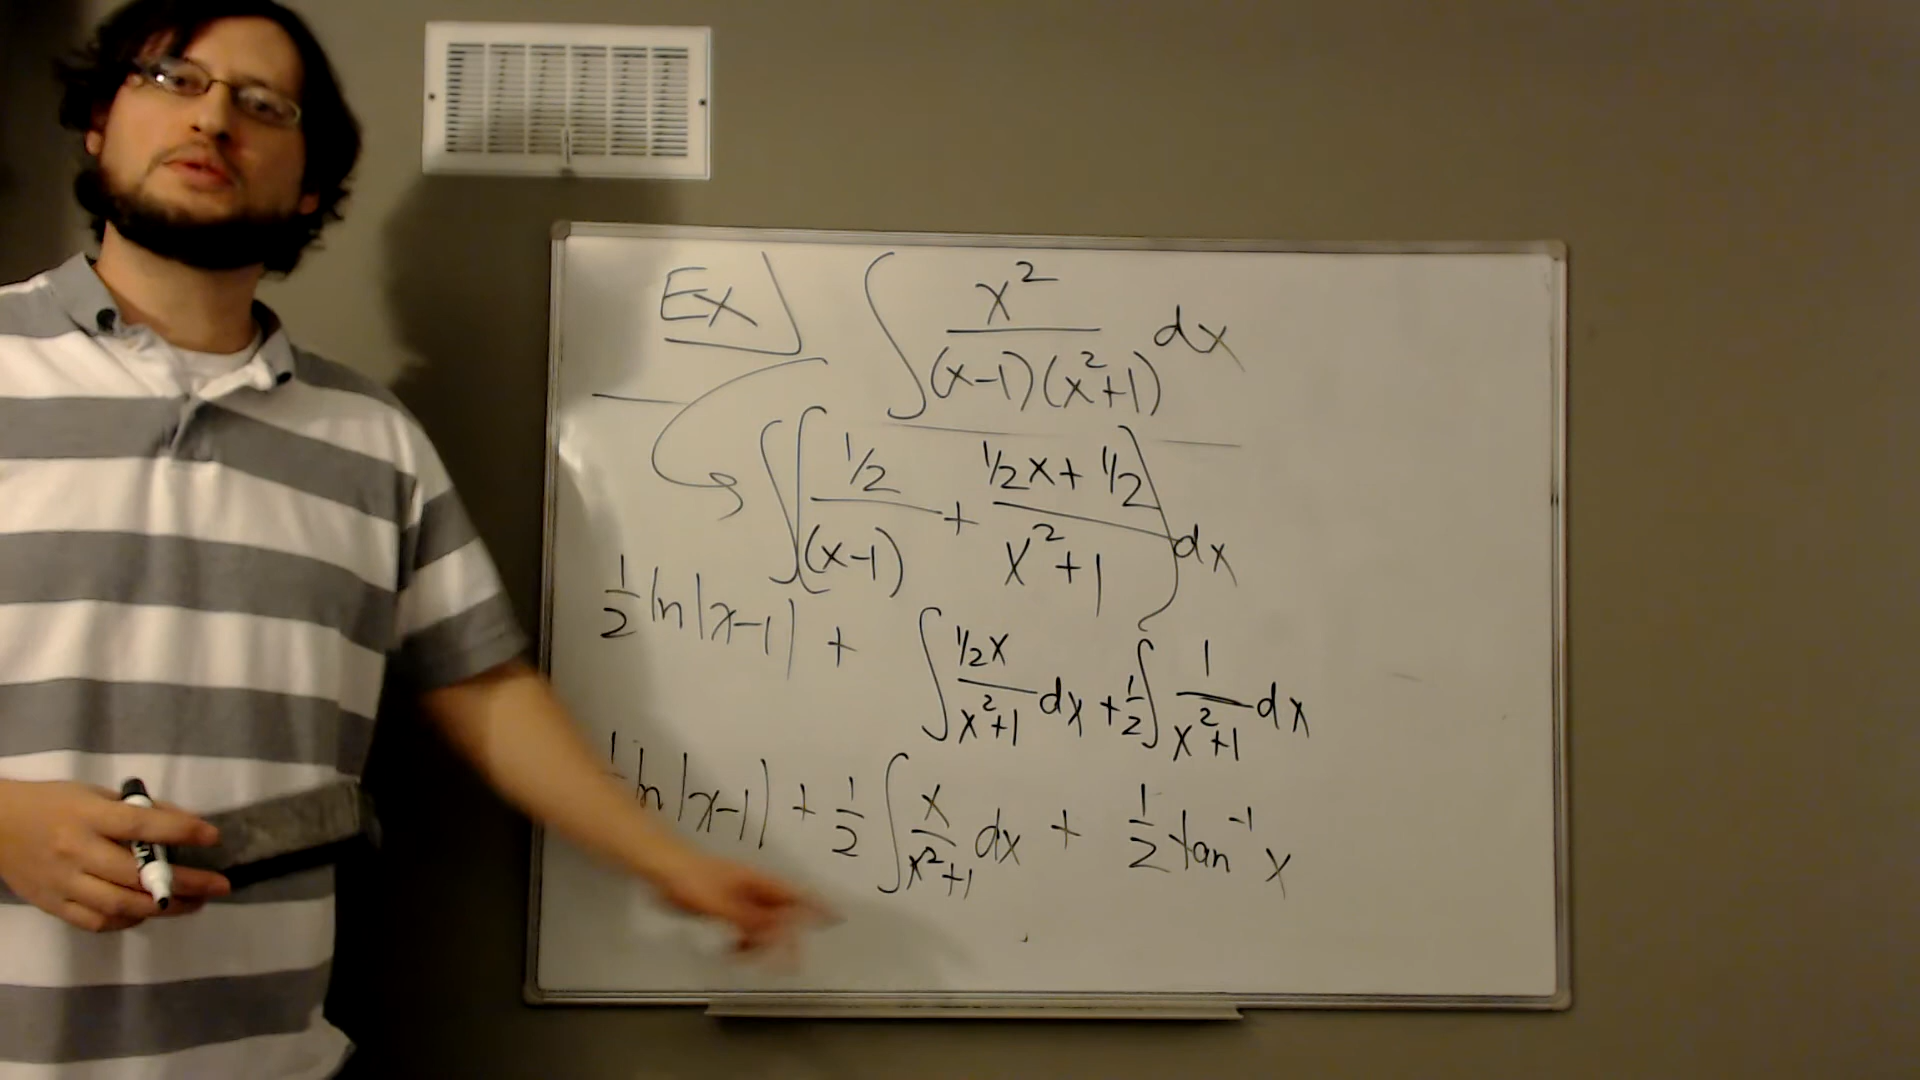 Ex ∫ x² / (x-1)(x²+1) dx
∫ ( 1/2 / (x-1) + 1/2x + 1/2 / x²+1 ) dx
1/2 ln|x-1| + ∫ 1/2x / x²+1 dx + 1/2 ∫ 1 / x²+1 dx
ln|x-1| + 1/2 ∫ x / x²+1 dx + 1/2 tan⁻¹ x